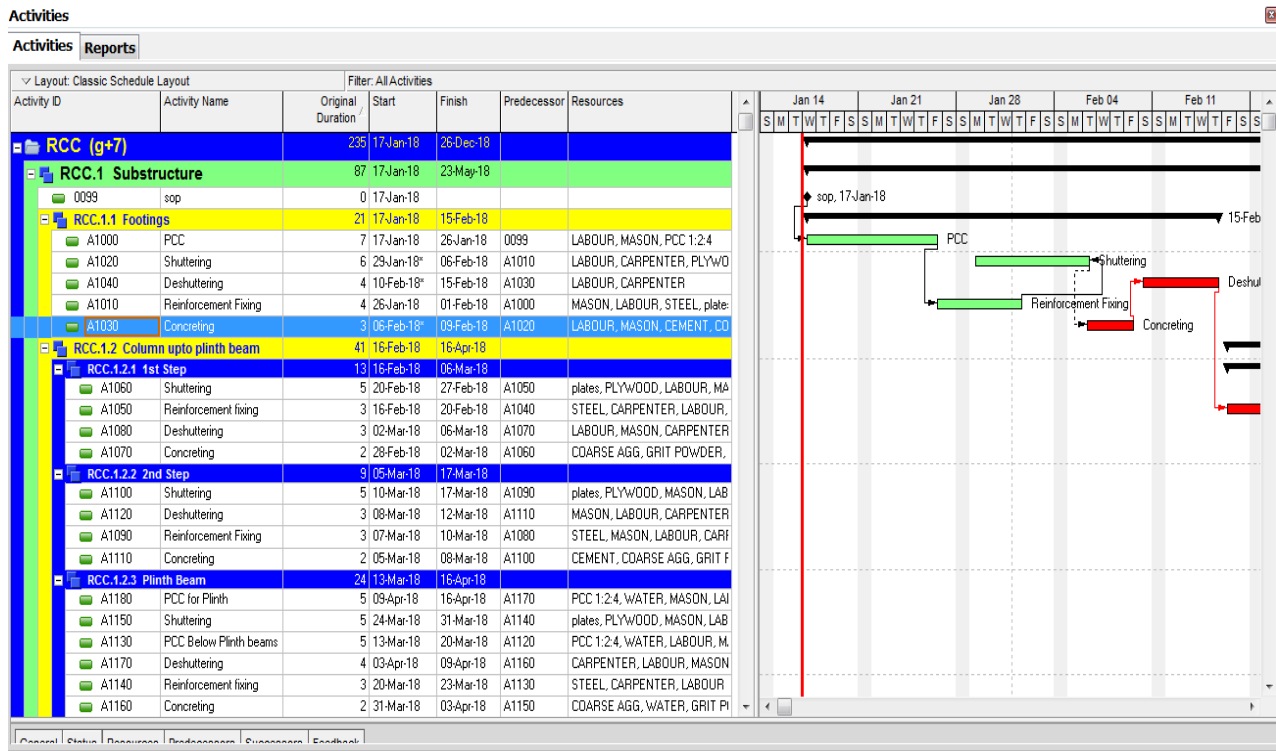 Activities
Activities Reports
Layout: Classic Schedule Layout Filter: All Activities
Activity ID Activity Name Original Duration Start Finish Predecessor Resources Jan 14 Jan 21 Jan 28 Feb 04 Feb 11
S M T W T F S S M T W T F S S M T W T F S S M T W T F S S M T W T F S S
RCC (g+7) 235 17-Jan-18 26-Dec-18
RCC.1 Substructure 87 17-Jan-18 23-May-18
0099 sop 0 17-Jan-18 sop, 17-Jan-18
RCC.1.1 Footings 21 17-Jan-18 15-Feb-18 15-Feb
A1000 PCC 7 17-Jan-18 26-Jan-18 0099 LABOUR, MASON, PCC 1:2:4 PCC
A1020 Shuttering 6 29-Jan-18* 06-Feb-18 A1010 LABOUR, CARPENTER, PLYWO Shuttering
A1040 Deshuttering 4 10-Feb-18* 15-Feb-18 A1030 LABOUR, CARPENTER Deshut
A1010 Reinforcement Fixing 4 26-Jan-18 01-Feb-18 A1000 MASON, LABOUR, STEEL, plate: Reinforcement Fixing
A1030 Concreting 3 06-Feb-18* 09-Feb-18 A1020 LABOUR, MASON, CEMENT, CO Concreting
RCC.1.2 Column upto plinth beam 41 16-Feb-18 16-Apr-18
RCC.1.2.1 1st Step 13 16-Feb-18 06-Mar-18
A1060 Shuttering 5 20-Feb-18 27-Feb-18 A1050 plates, PLYWOOD, LABOUR, MA
A1050 Reinforcement fixing 3 16-Feb-18 20-Feb-18 A1040 STEEL, CARPENTER, LABOUR,
A1080 Deshuttering 3 02-Mar-18 06-Mar-18 A1070 LABOUR, MASON, CARPENTER
A1070 Concreting 2 28-Feb-18 02-Mar-18 A1060 COARSE AGG, GRIT POWDER,
RCC.1.2.2 2nd Step 9 05-Mar-18 17-Mar-18
A1100 Shuttering 5 10-Mar-18 17-Mar-18 A1090 plates, PLYWOOD, MASON, LAB
A1120 Deshuttering 3 08-Mar-18 12-Mar-18 A1110 MASON, LABOUR, CARPENTER
A1090 Reinforcement Fixing 3 07-Mar-18 10-Mar-18 A1080 STEEL, MASON, LABOUR, CARF
A1110 Concreting 2 05-Mar-18 08-Mar-18 A1100 CEMENT, COARSE AGG, GRIT F
RCC.1.2.3 Plinth Beam 24 13-Mar-18 16-Apr-18
A1180 PCC for Plinth 5 09-Apr-18 16-Apr-18 A1170 PCC 1:2:4, WATER, MASON, LAI
A1150 Shuttering 5 24-Mar-18 31-Mar-18 A1140 plates, PLYWOOD, MASON, LAB
A1130 PCC Below Plinth beams 5 13-Mar-18 20-Mar-18 A1120 PCC 1:2:4, WATER, LABOUR, M.
A1170 Deshuttering 4 03-Apr-18 09-Apr-18 A1160 CARPENTER, LABOUR, MASON
A1140 Reinforcement fixing 3 20-Mar-18 23-Mar-18 A1130 STEEL, CARPENTER, LABOUR
A1160 Concreting 2 31-Mar-18 03-Apr-18 A1150 COARSE AGG, WATER, GRIT P
General Status Resources Predecessors Successors Feedback